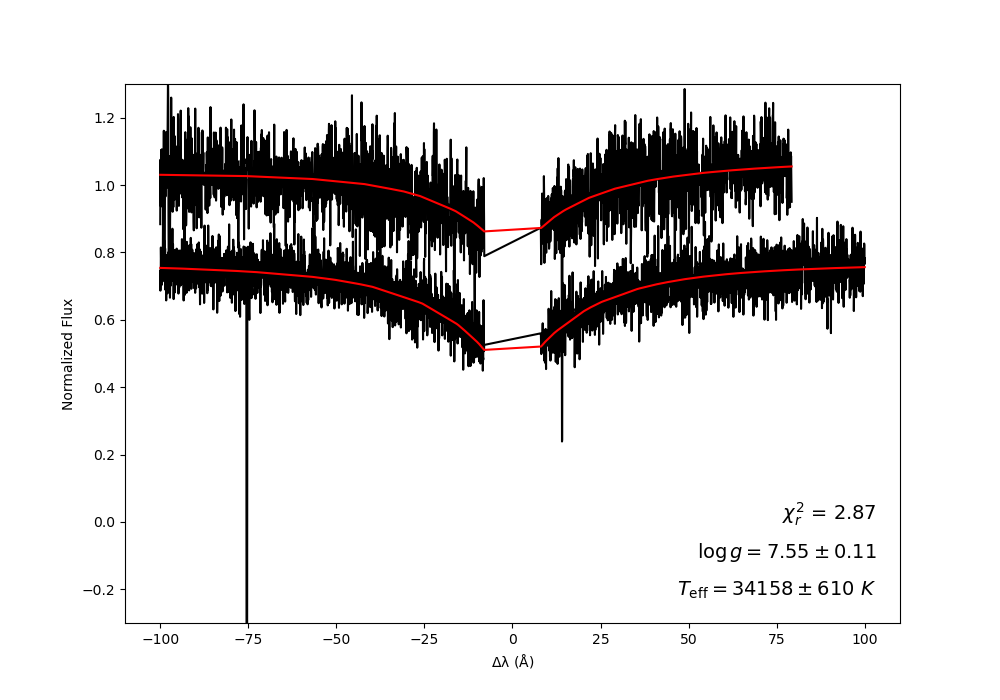 1.2
1.0
0.8
0.6
0.4
0.2
0.0
−0.2
Normalized Flux
χ²ᵣ = 2.87
log g = 7.55 ± 0.11
T_eff = 34158 ± 610 K
−100 −75 −50 −25 0 25 50 75 100
Δλ (Å)